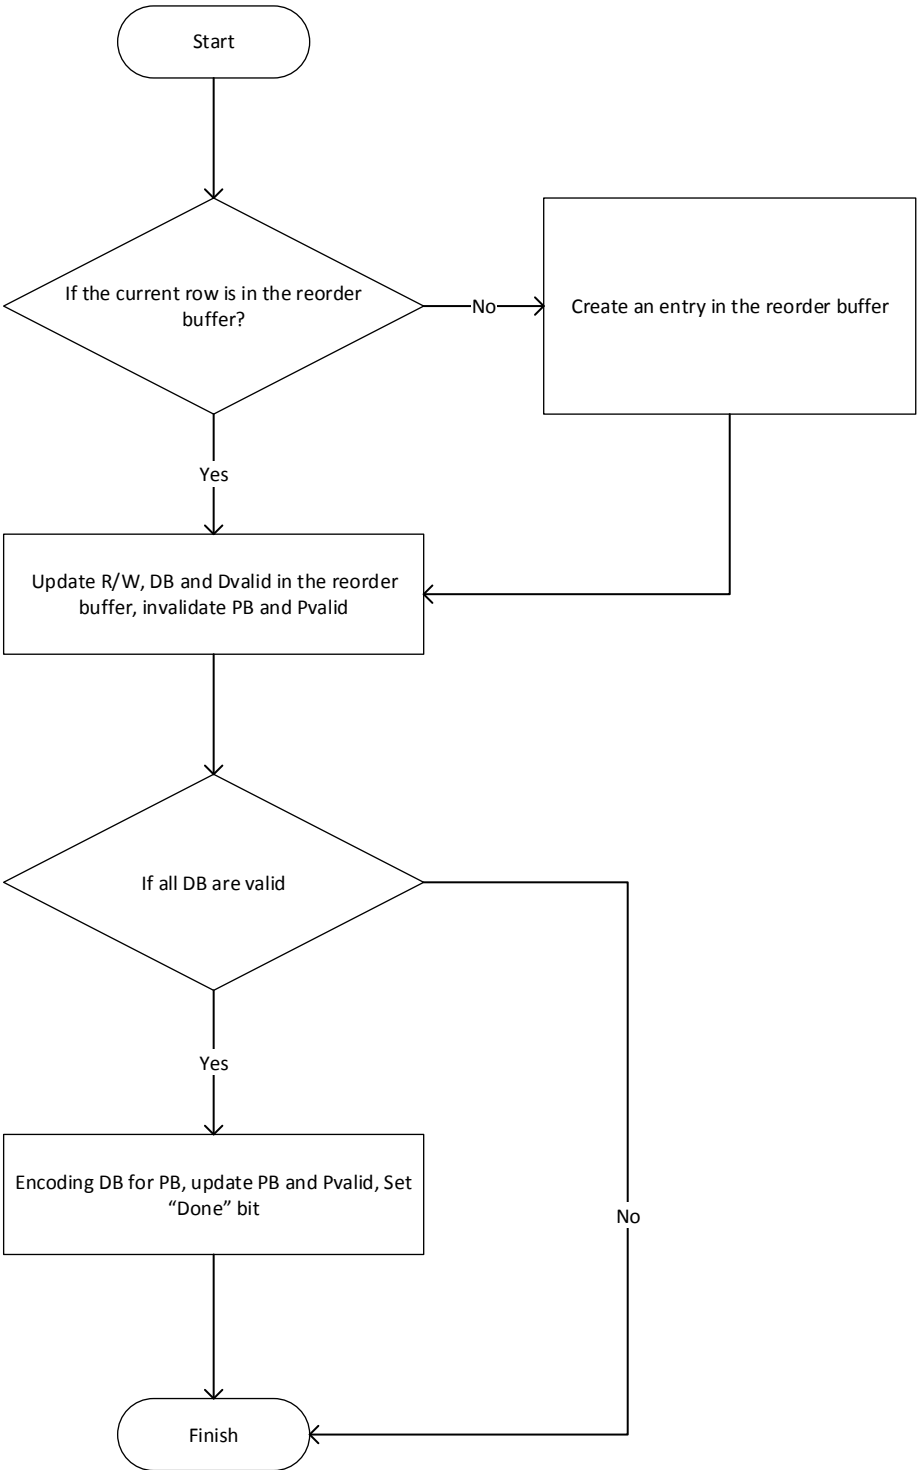 Start
If the current row is in the reorder
buffer?
No
Create an entry in the reorder buffer
Yes
Update R/W, DB and Dvalid in the reorder
buffer, invalidate PB and Pvalid
If all DB are valid
Yes
Encoding DB for PB, update PB and Pvalid, Set
“Done” bit
No
Finish